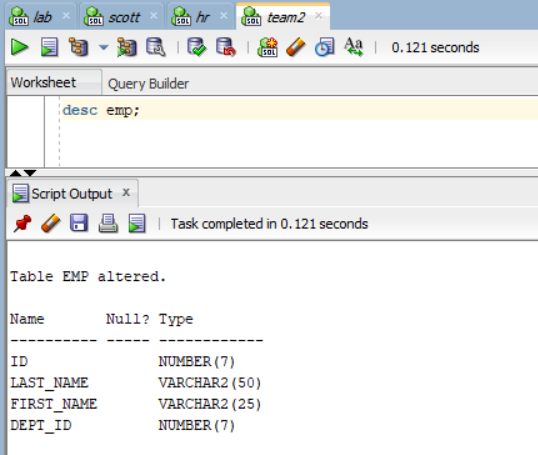 lab × scott × hr × team2 ×
0.121 seconds
Worksheet Query Builder
desc emp;
Script Output ×
Task completed in 0.121 seconds
Table EMP altered.
Name       Null? Type
---------- ----- ------------
ID               NUMBER(7)
LAST_NAME        VARCHAR2(50)
FIRST_NAME       VARCHAR2(25)
DEPT_ID          NUMBER(7)